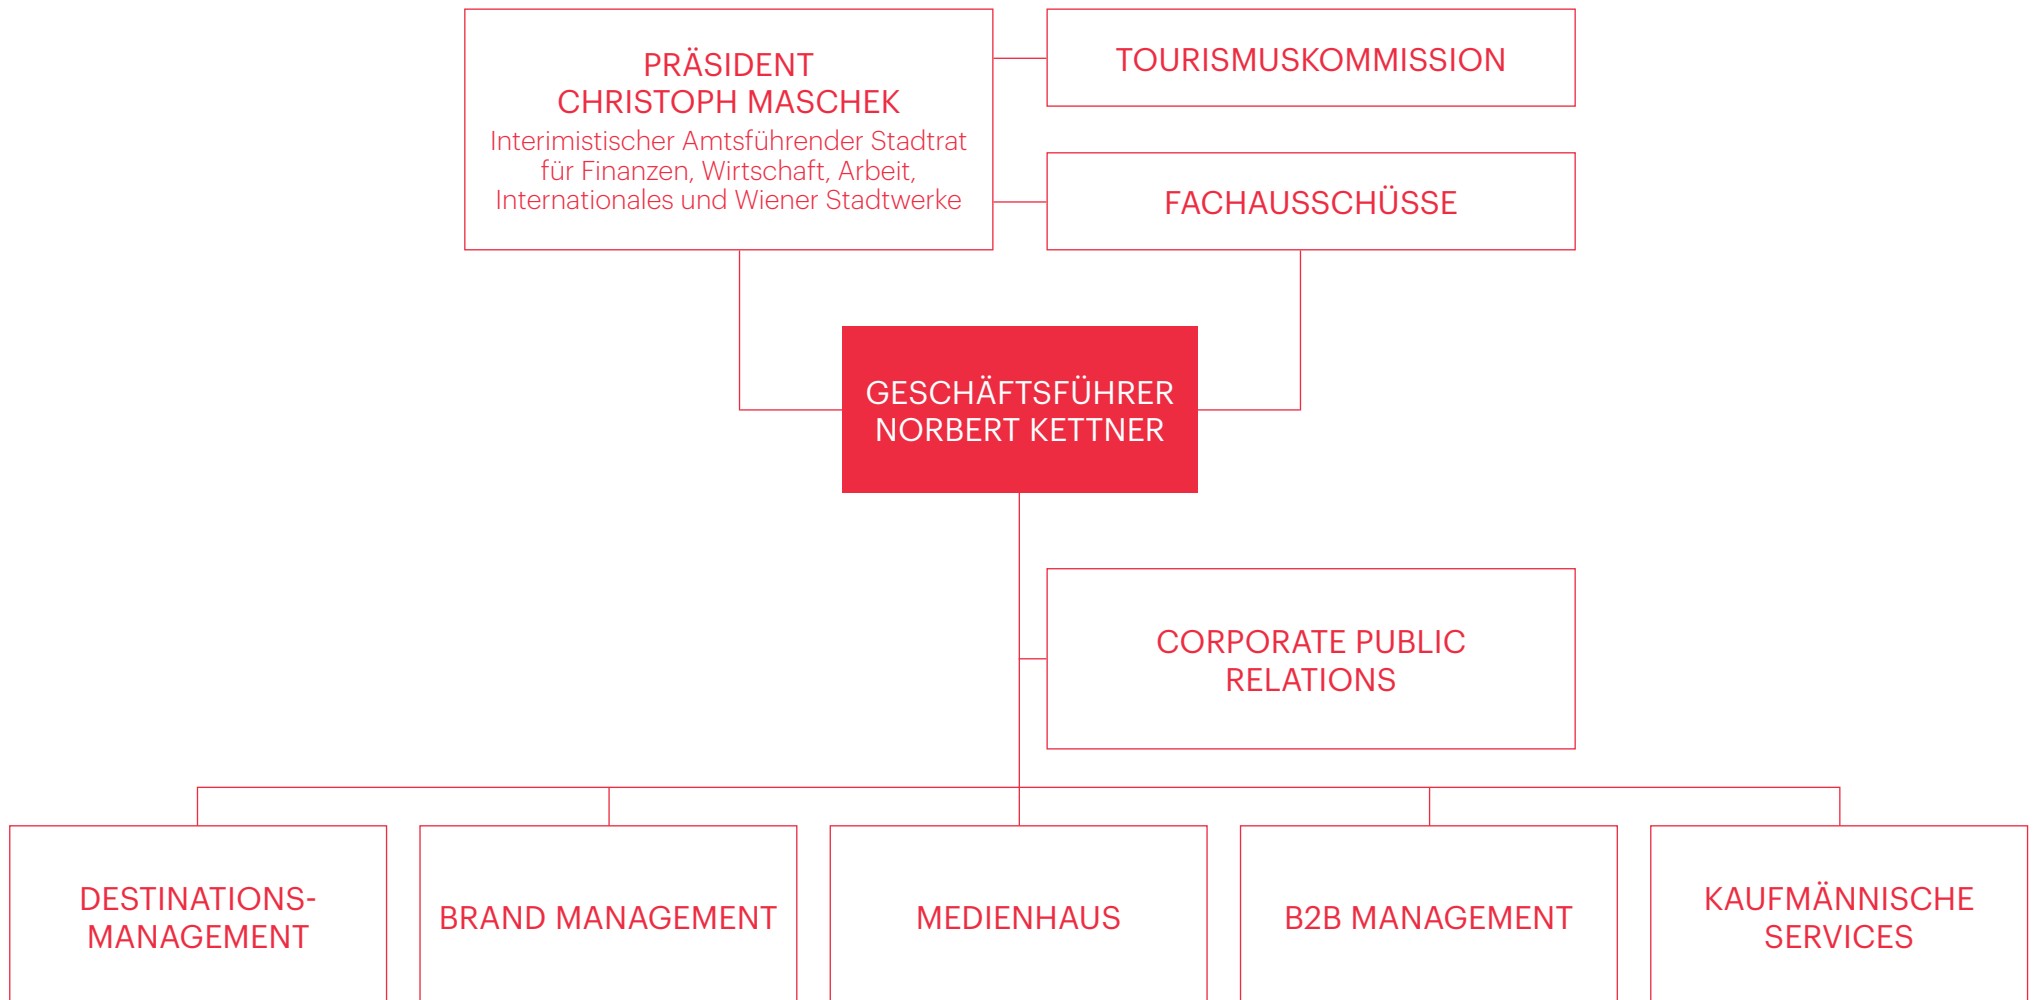 PRÄSIDENT
CHRISTOPH MASCHEK
Interimistischer Amtsführender Stadtrat
für Finanzen, Wirtschaft, Arbeit,
Internationales und Wiener Stadtwerke
TOURISMUSKOMMISSION
FACHAUSSCHÜSSE
GESCHÄFTSFÜHRER
NORBERT KETTNER
CORPORATE PUBLIC
RELATIONS
DESTINATIONS-
MANAGEMENT
BRAND MANAGEMENT
MEDIENHAUS
B2B MANAGEMENT
KAUFMÄNNISCHE
SERVICES